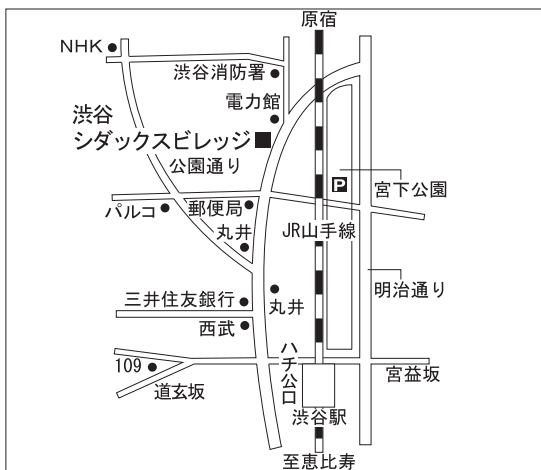 原宿
NHK
渋谷消防署
電力館
渋谷
シダックスビレッジ
公園通り
P
宮下公園
パルコ
郵便局
丸井
JR山手線
明治通り
三井住友銀行
丸井
西武
ハチ公口
109
道玄坂
宮益坂
渋谷駅
至恵比寿